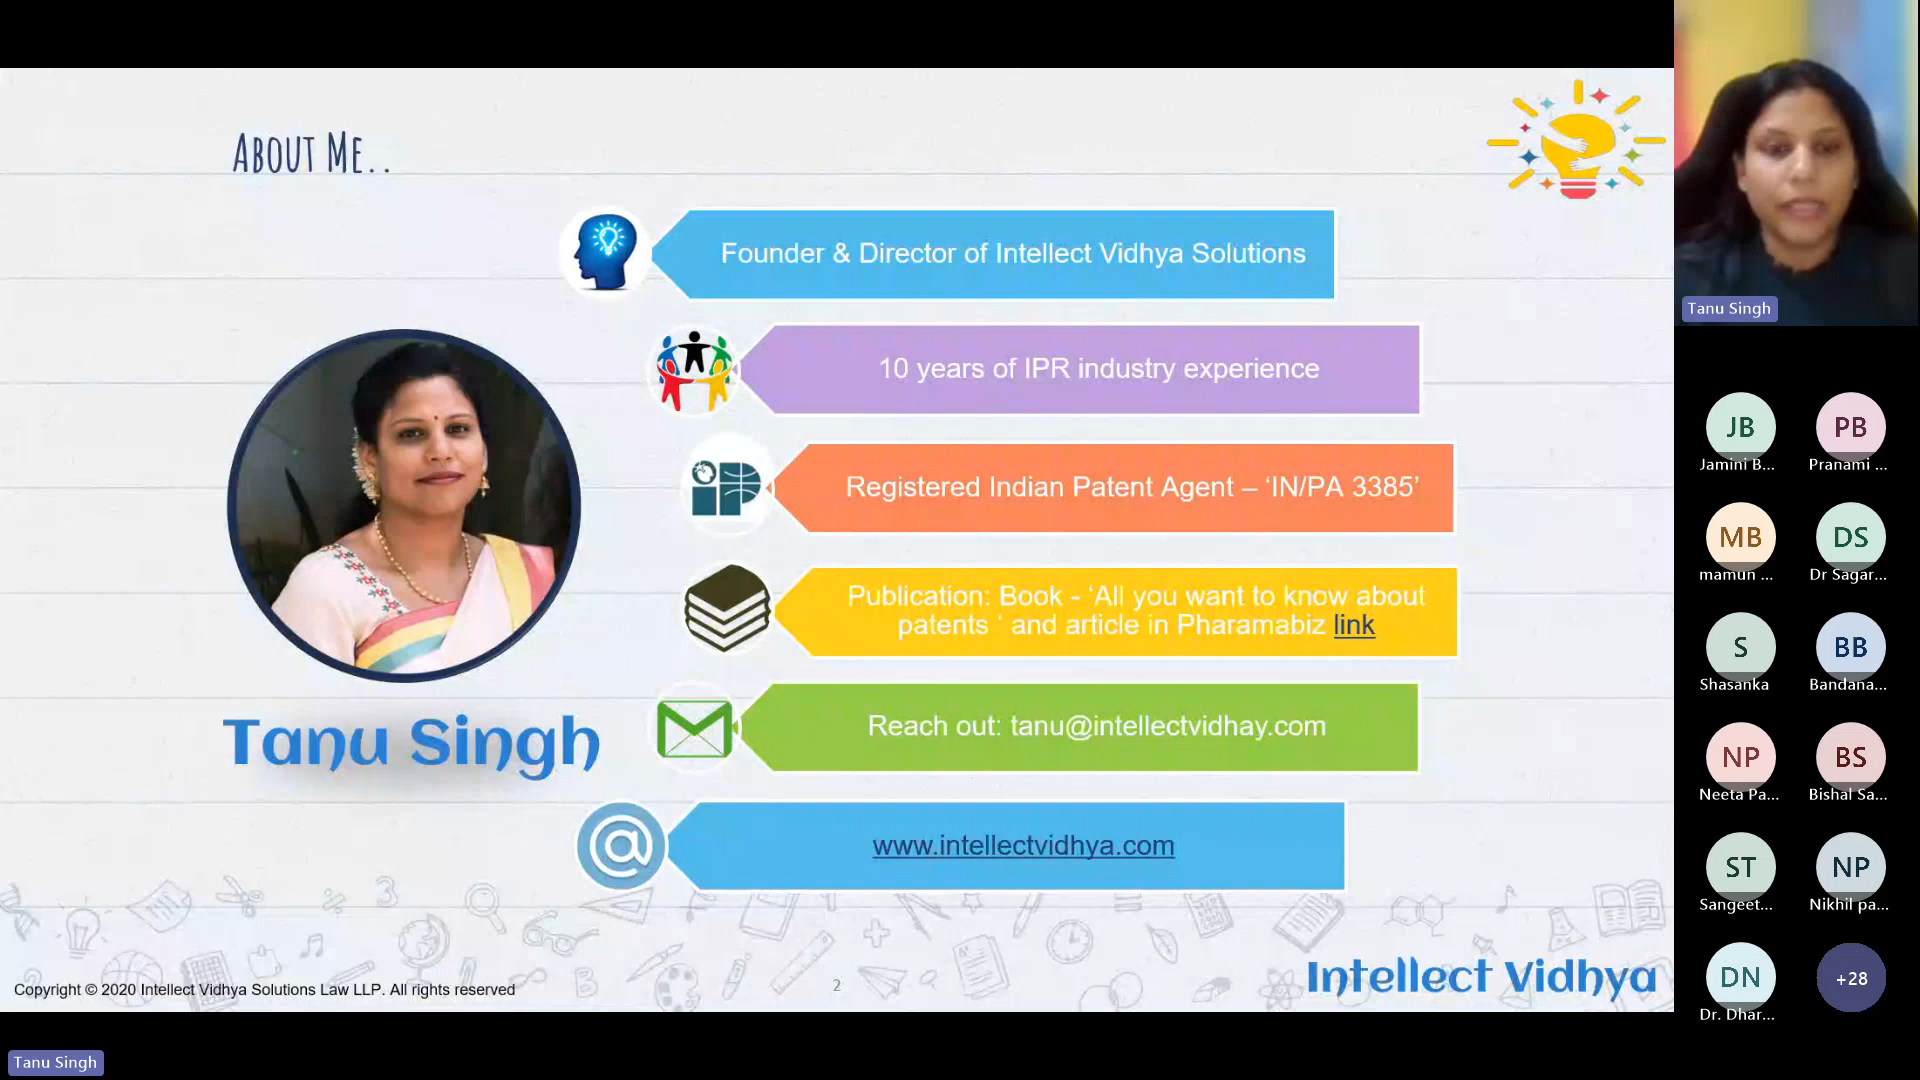 About Me..
Founder & Director of Intellect Vidhya Solutions
10 years of IPR industry experience
iP
Registered Indian Patent Agent – ‘IN/PA 3385’
Publication: Book - ‘All you want to know about
patents ‘ and article in Pharamabiz link
Reach out: tanu@intellectvidhay.com
Tanu Singh
@
www.intellectvidhya.com
Copyright © 2020 Intellect Vidhya Solutions Law LLP. All rights reserved
2
Intellect Vidhya
Tanu Singh
Tanu Singh
JB
Jamini B...
PB
Pranami ...
MB
mamun ...
DS
Dr Sagar...
S
Shasanka
BB
Bandana...
NP
Neeta Pa...
BS
Bishal Sa...
ST
Sangeet...
NP
Nikhil pa...
DN
Dr. Dhar...
+28